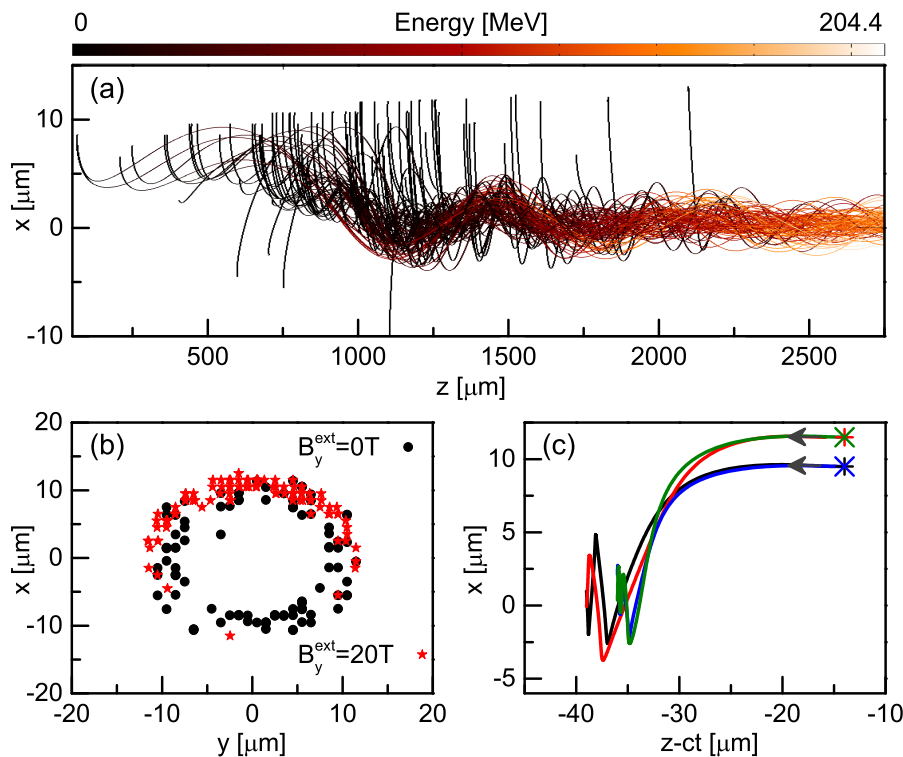 0 Energy [MeV] 204.4
(a)
10
0
-10
x [μm]
500 1000 1500 2000 2500
z [μm]
20
10
0
-10
-20
x [μm]
(b)
B_y^ext=0T
B_y^ext=20T
-20 -10 0 10 20
y [μm]
(c)
10
5
0
-5
x [μm]
-40 -30 -20 -10
z-ct [μm]